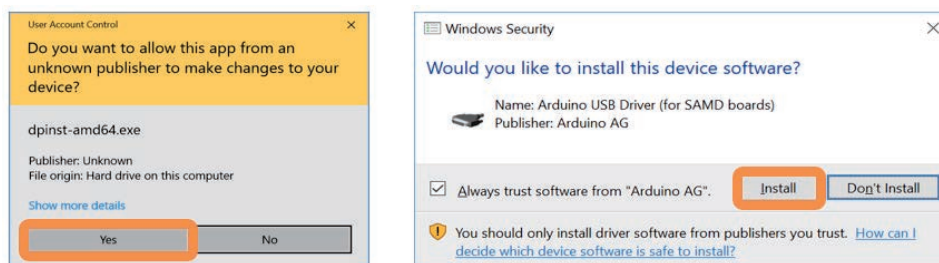 User Account Control
Do you want to allow this app from an
unknown publisher to make changes to your
device?
dpinst-amd64.exe
Publisher: Unknown
File origin: Hard drive on this computer
Show more details
Yes
No
Windows Security
Would you like to install this device software?
Name: Arduino USB Driver (for SAMD boards)
Publisher: Arduino AG
Always trust software from "Arduino AG".
Install
Don't Install
You should only install driver software from publishers you trust. How can I
decide which device software is safe to install?